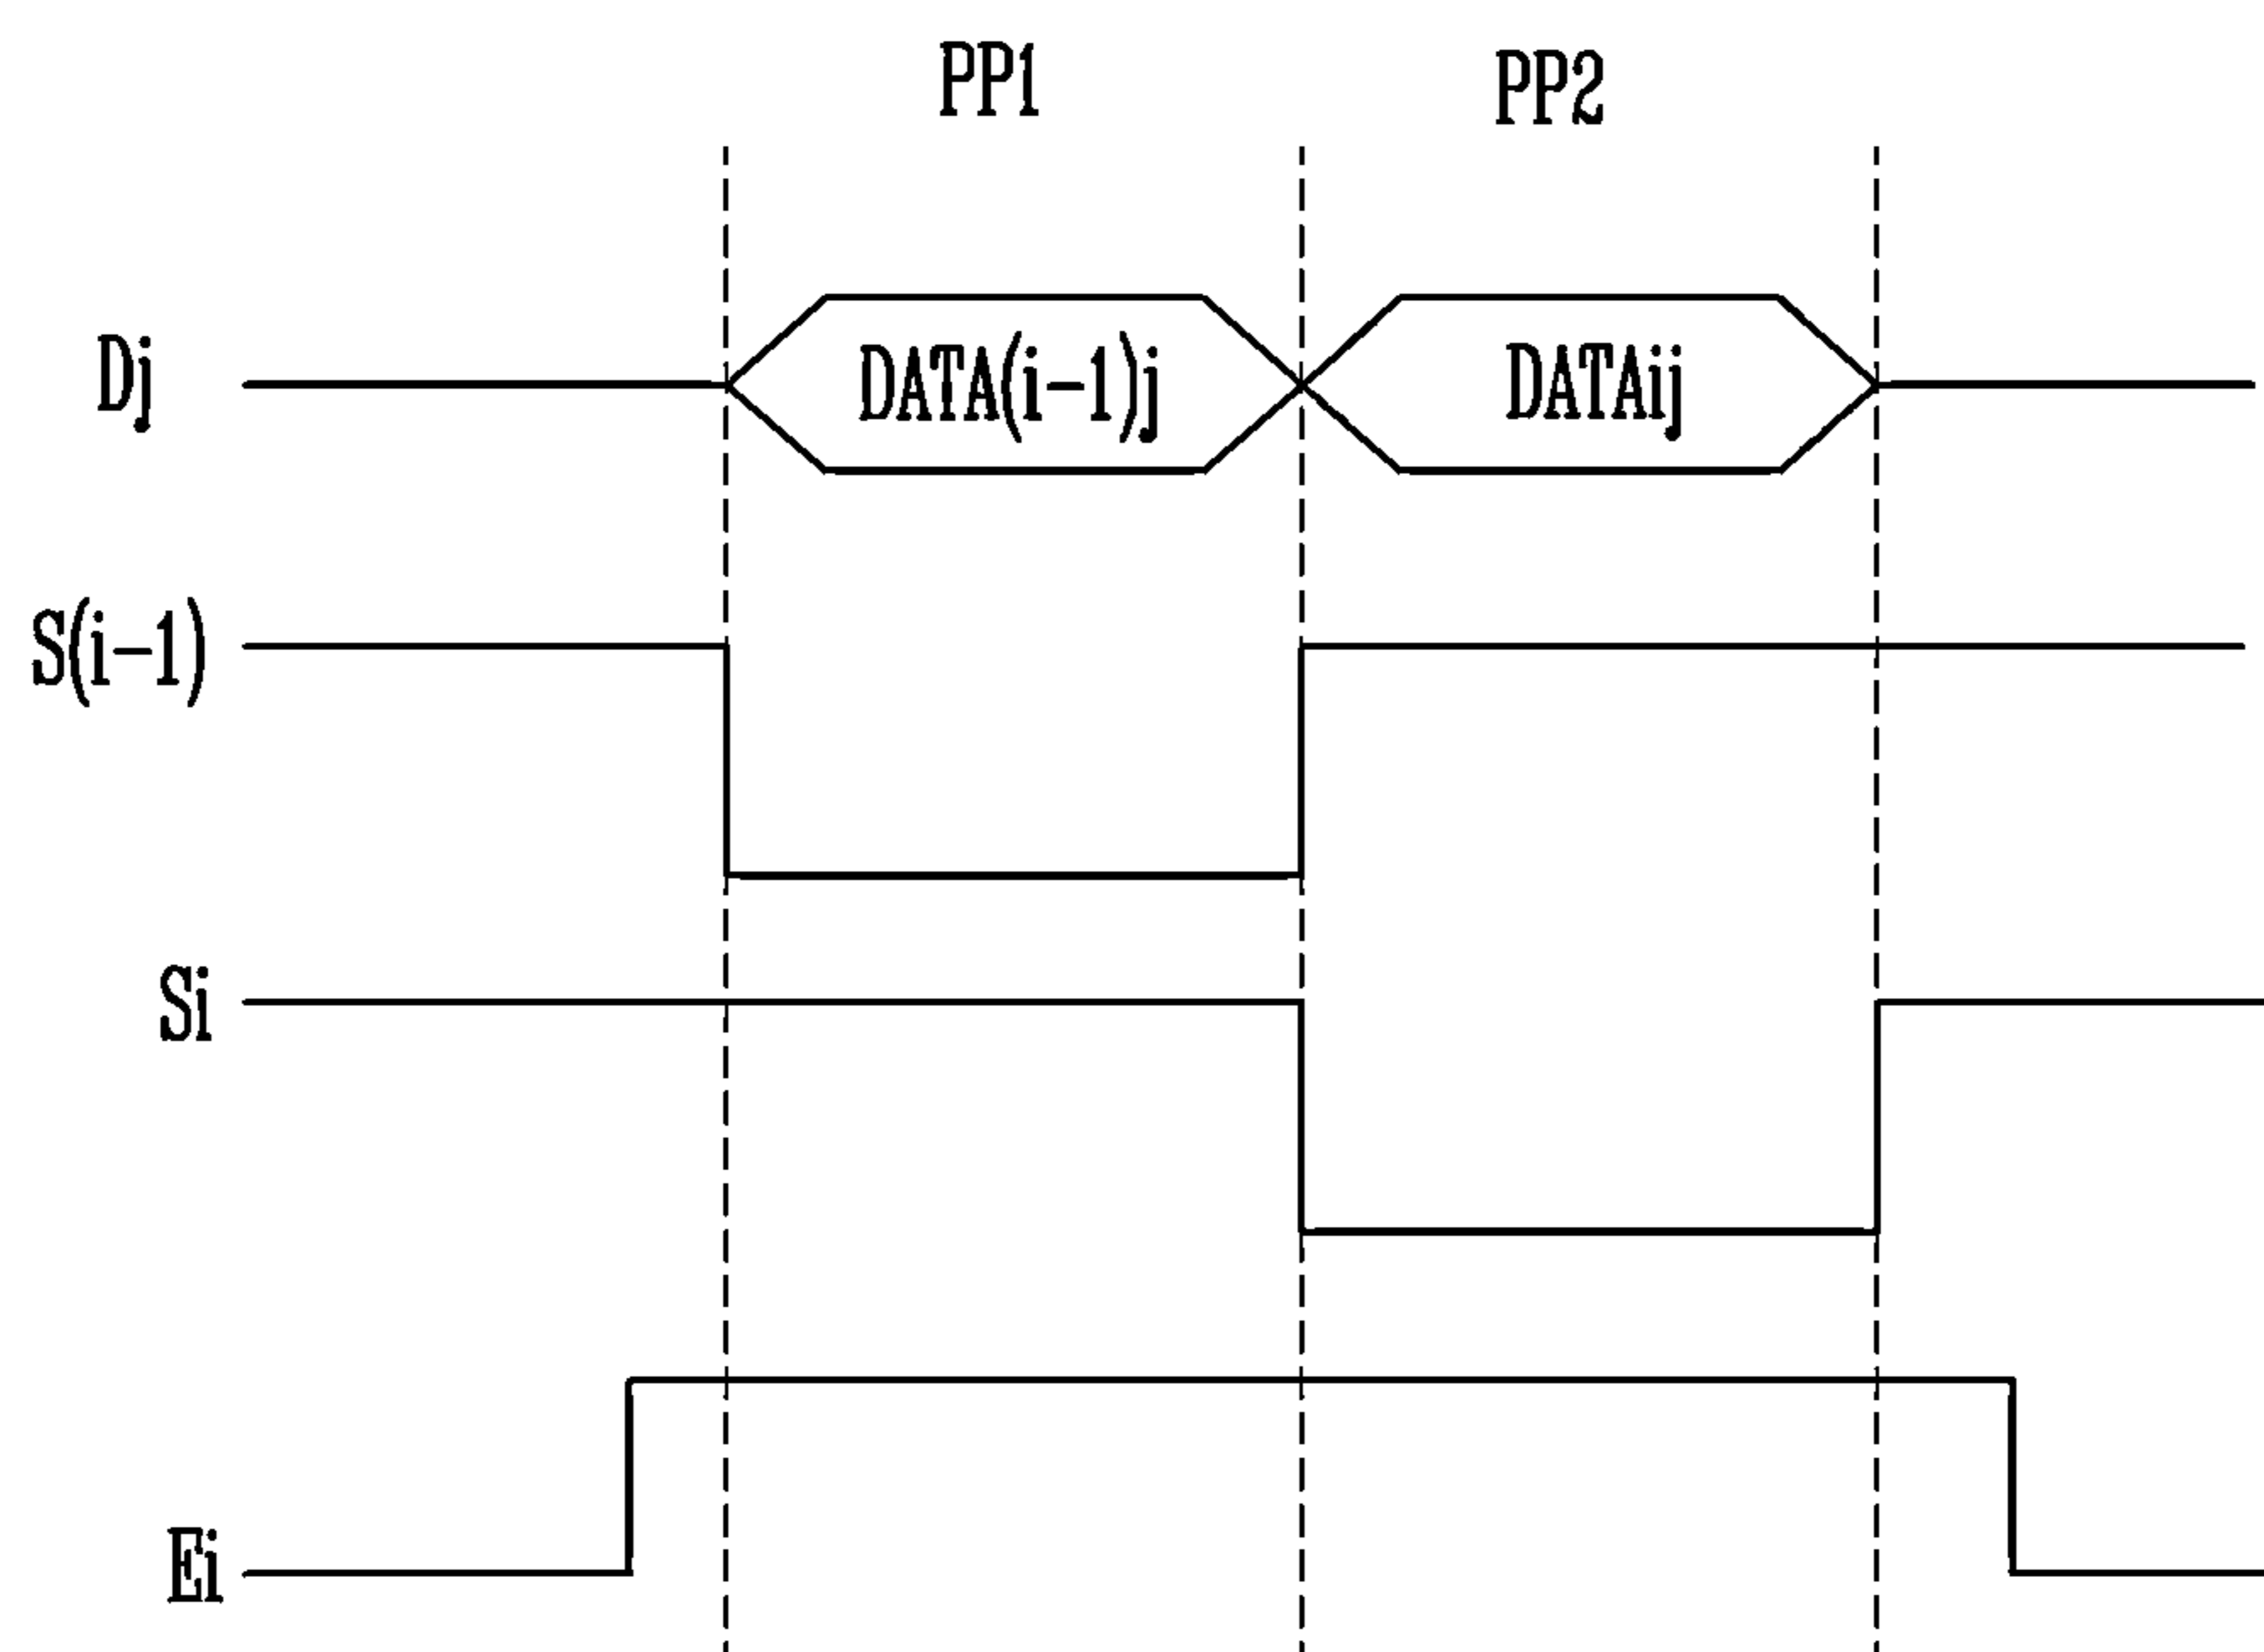 PP1 PP2
Dj DATA(i-1)j DATAij
S(i-1)
Si
Ei